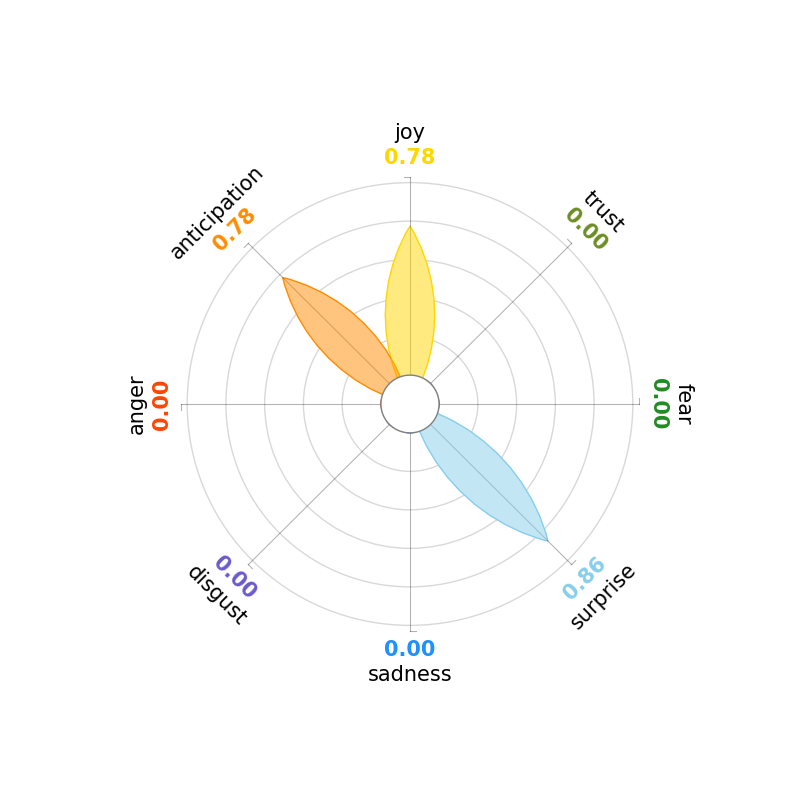 joy
0.78
trust
0.00
fear
0.00
surprise
0.86
sadness
0.00
disgust
0.00
anger
0.00
anticipation
0.78